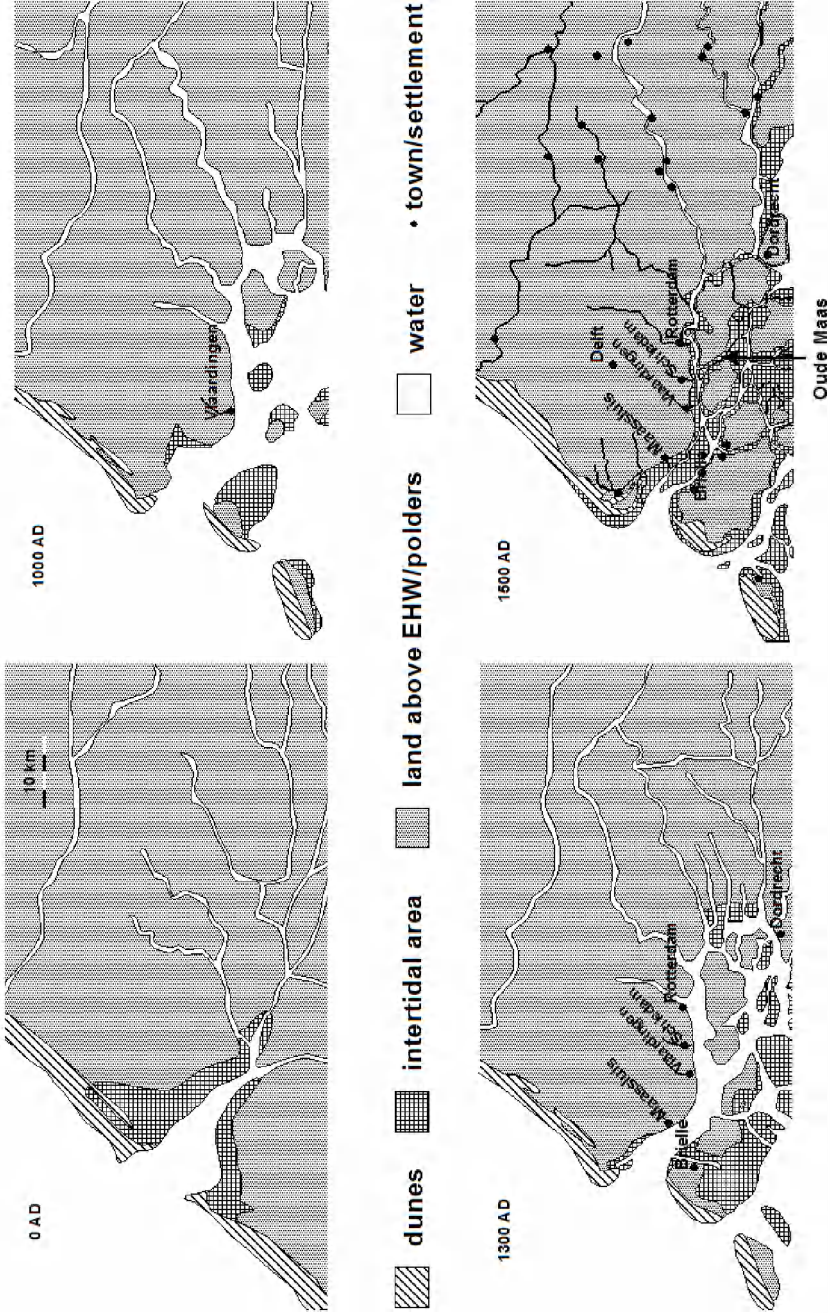 0 AD
10 km
1000 AD
Vlaardingen
dunes
intertidal area
land above EHW/polders
water
town/settlement
1300 AD
Brielle
Maassluis
Vlaardingen
Schiedam
Rotterdam
Dordrecht
1500 AD
Maassluis
Vlaardingen
Schiedam
Delft
Rotterdam
Dordrecht
Oude Maas